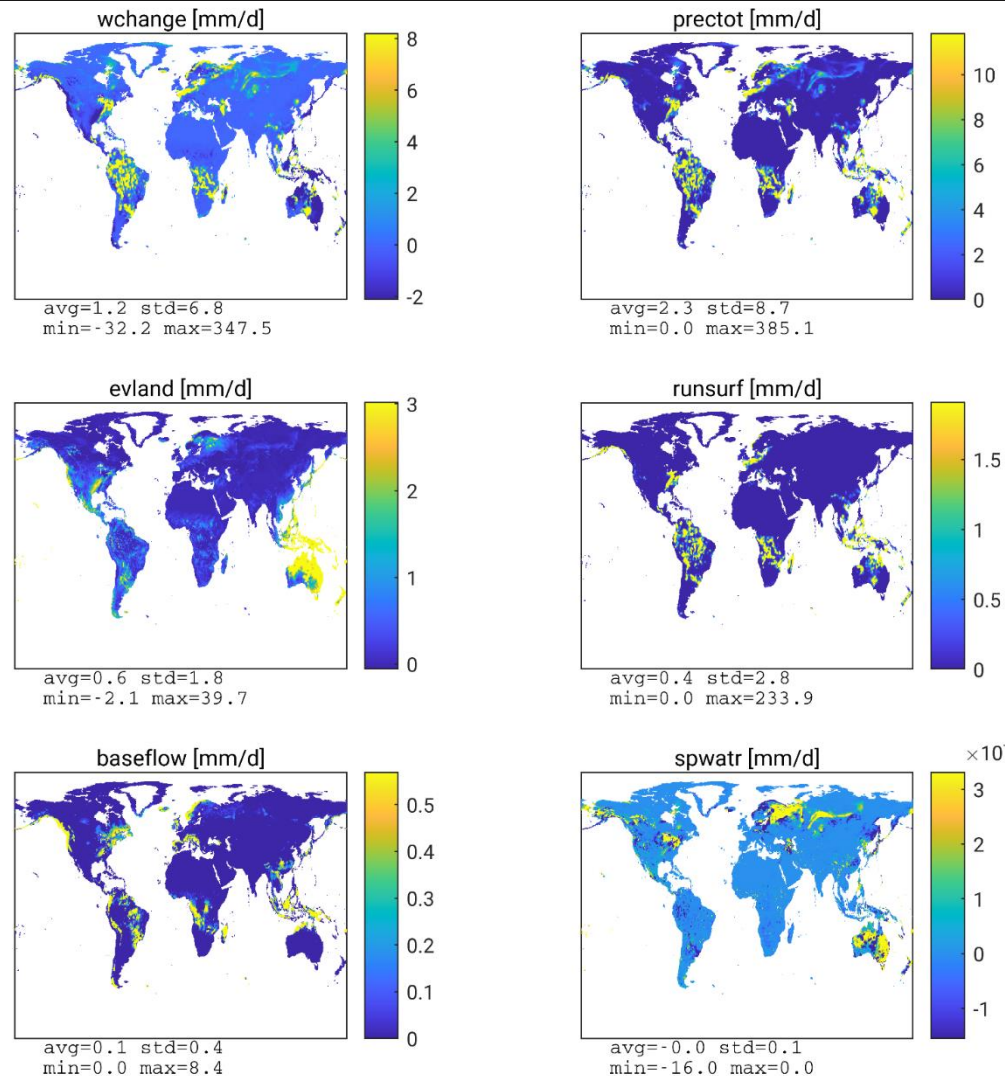 wchange [mm/d]
8
6
4
2
0
-2
avg=1.2 std=6.8
min=-32.2 max=347.5
prectot [mm/d]
10
8
6
4
2
0
avg=2.3 std=8.7
min=0.0 max=385.1
evland [mm/d]
3
2
1
0
avg=0.6 std=1.8
min=-2.1 max=39.7
runsurf [mm/d]
1.5
1
0.5
0
avg=0.4 std=2.8
min=0.0 max=233.9
baseflow [mm/d]
0.5
0.4
0.3
0.2
0.1
0
avg=0.1 std=0.4
min=0.0 max=8.4
spwatr [mm/d]
×10
3
2
1
0
-1
avg=-0.0 std=0.1
min=-16.0 max=0.0